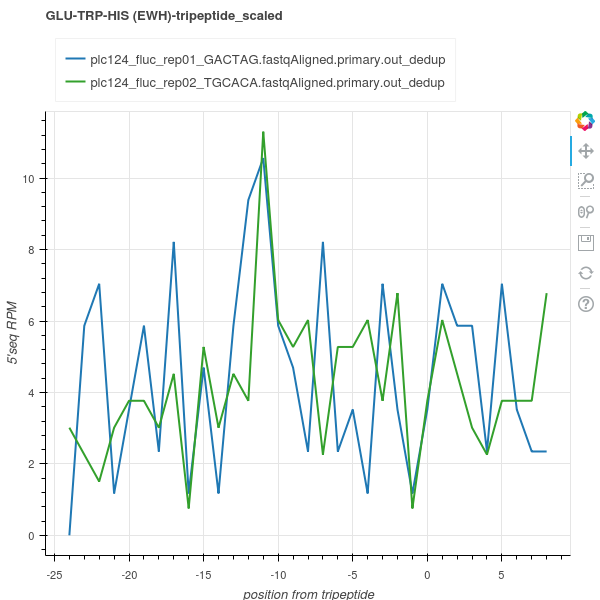 GLU-TRP-HIS (EWH)-tripeptide_scaled
plc124_fluc_rep01_GACTAG.fastqAligned.primary.out_dedup
plc124_fluc_rep02_TGCACA.fastqAligned.primary.out_dedup
10
8
6
4
2
0
5'seq RPM
-25 -20 -15 -10 -5 0 5
position from tripeptide